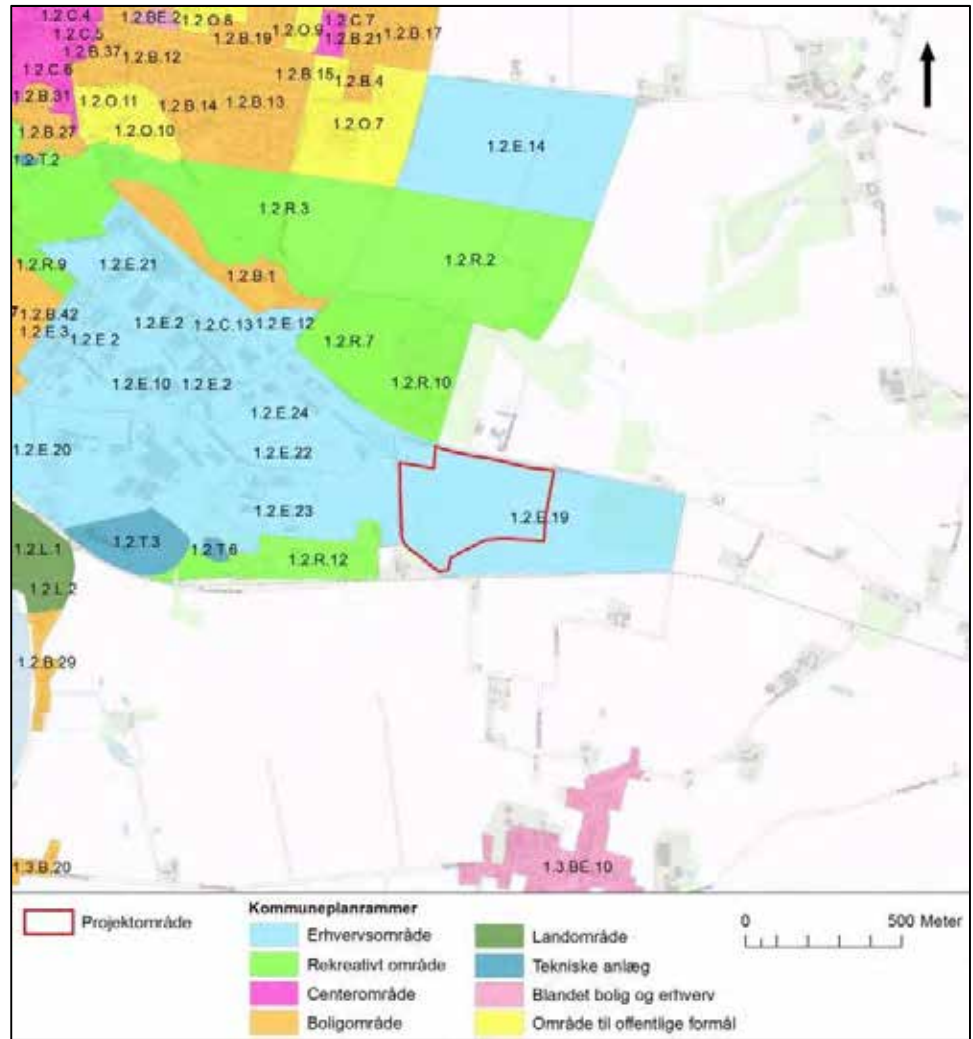 1.2.C.4
1.2.BE.2
1.2.O.8
1.2.O.9
1.2.C.7
1.2.C.5
1.2.B.19
1.2.B.21
1.2.B.17
1.2.B.37
1.2.B.12
1.2.C.6
1.2.B.15
1.2.B.4
1.2.B.31
1.2.O.11
1.2.B.14
1.2.B.13
1.2.O.7
1.2.B.27
1.2.O.10
1.2.E.14
1.2.T.2
1.2.R.3
1.2.R.9
1.2.E.21
1.2.B.1
1.2.R.2
1.2.B.42
1.2.E.3
1.2.E.2
1.2.E.2
1.2.C.13
1.2.E.12
1.2.R.7
1.2.E.10
1.2.E.2
1.2.R.10
1.2.E.24
1.2.E.20
1.2.E.22
1.2.E.23
1.2.E.19
1.2.L.1
1.2.T.3
1.2.T.6
1.2.R.12
1.2.L.2
1.2.B.29
1.3.B.20
1.3.BE.10
Projektområde
Kommuneplanrammer
Erhvervsområde
Rekreativt område
Centerområde
Boligområde
Landområde
Tekniske anlæg
Blandet bolig og erhverv
Område til offentlige formål
0 500 Meter